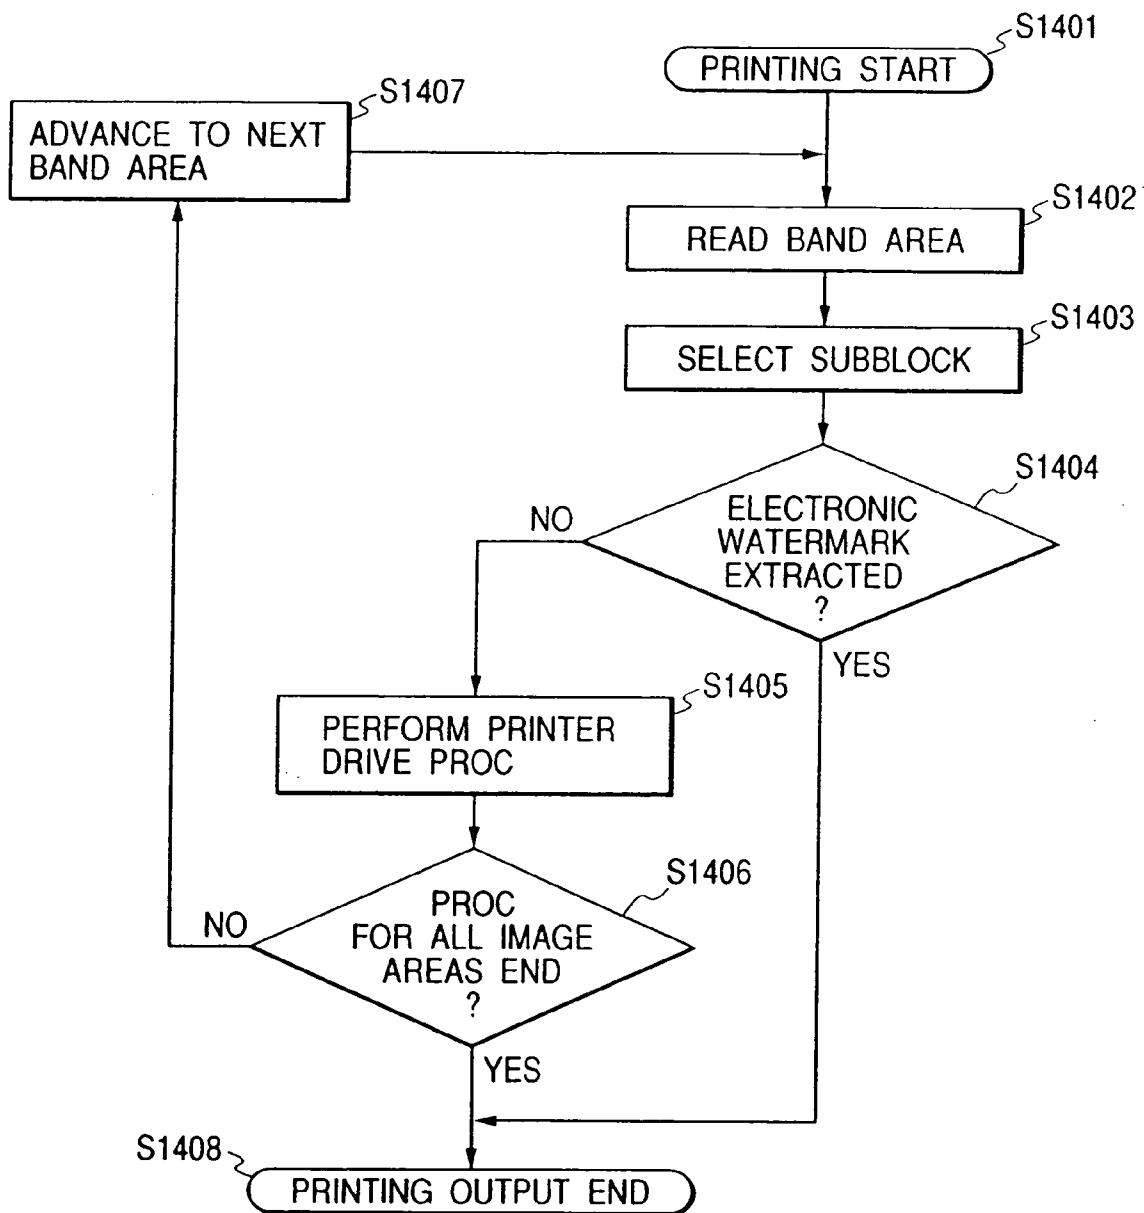 S1401
PRINTING START
S1407
ADVANCE TO NEXT
BAND AREA
S1402
READ BAND AREA
S1403
SELECT SUBBLOCK
S1404
ELECTRONIC
WATERMARK
EXTRACTED
?
NO
YES
S1405
PERFORM PRINTER
DRIVE PROC
S1406
PROC
FOR ALL IMAGE
AREAS END
?
NO
YES
S1408
PRINTING OUTPUT END